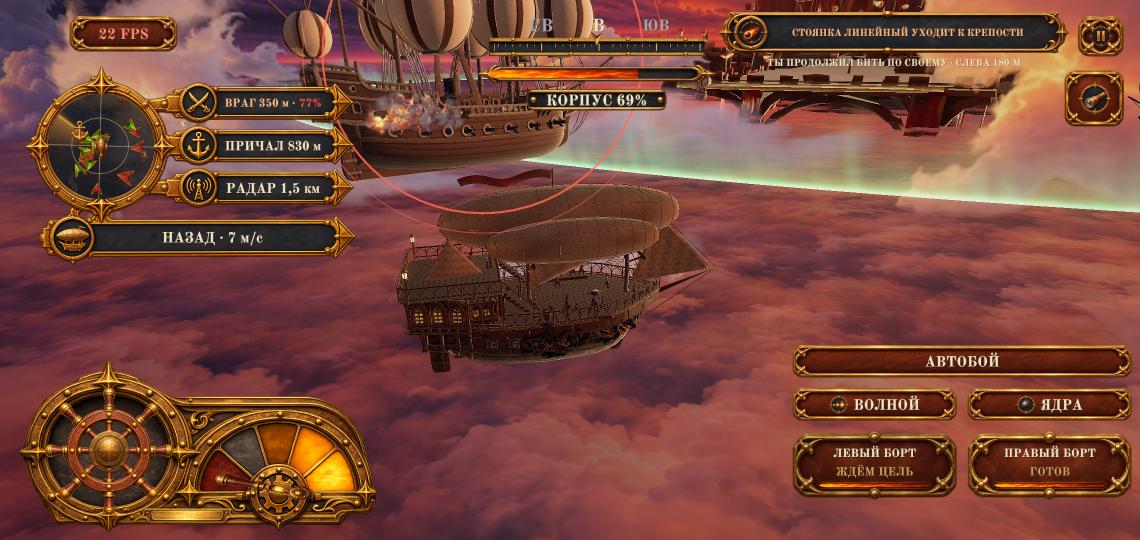 22 FPS
В
ЮВ
СТОЯНКА ЛИНЕЙНЫЙ УХОДИТ К КРЕПОСТИ
ТЫ ПРОДОЛЖИЛ БИТЬ ПО СВОЕМУ · СЛЕВА 180 М
КОРПУС 69%
ВРАГ 350 м · 77%
ПРИЧАЛ 830 м
РАДАР 1,5 км
НАЗАД · 7 м/с
АВТОБОЙ
ВОЛНОЙ
ЯДРА
ЛЕВЫЙ БОРТ
ЖДЁМ ЦЕЛЬ
ПРАВЫЙ БОРТ
ГОТОВ